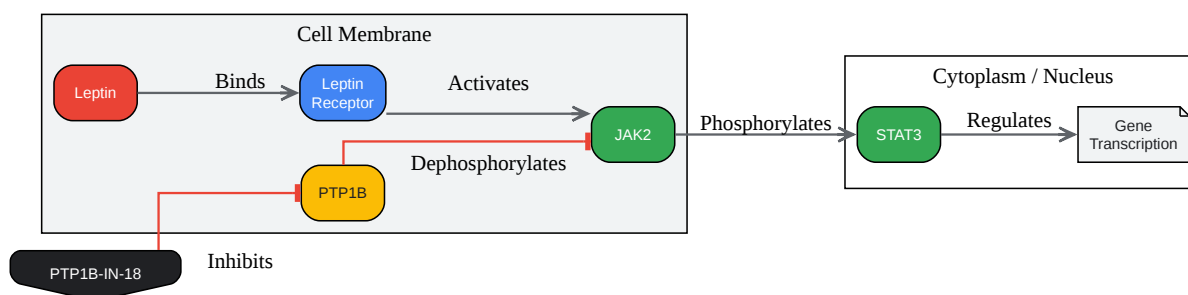 Cell Membrane
Leptin
Binds
Leptin
Receptor
Activates
JAK2
Dephosphorylates
PTP1B
PTP1B-IN-18
Inhibits
Phosphorylates
Cytoplasm / Nucleus
STAT3
Regulates
Gene
Transcription